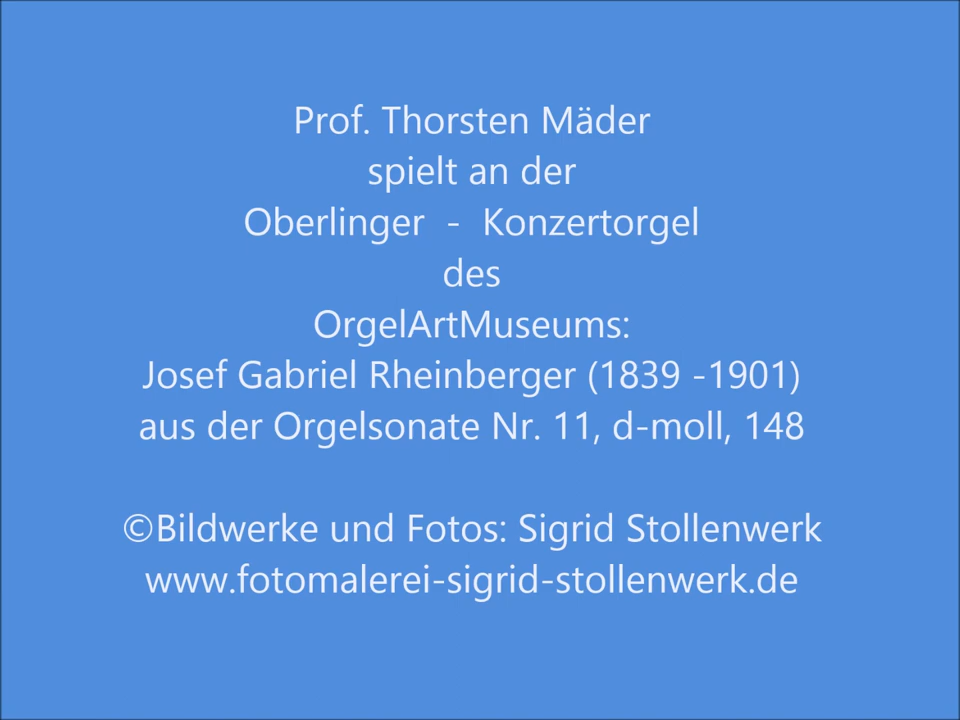 Prof. Thorsten Mäder
spielt an der
Oberlinger - Konzertorgel
des
OrgelArtMuseums:
Josef Gabriel Rheinberger (1839 -1901)
aus der Orgelsonate Nr. 11, d-moll, 148
©Bildwerke und Fotos: Sigrid Stollenwerk
www.fotomalerei-sigrid-stollenwerk.de